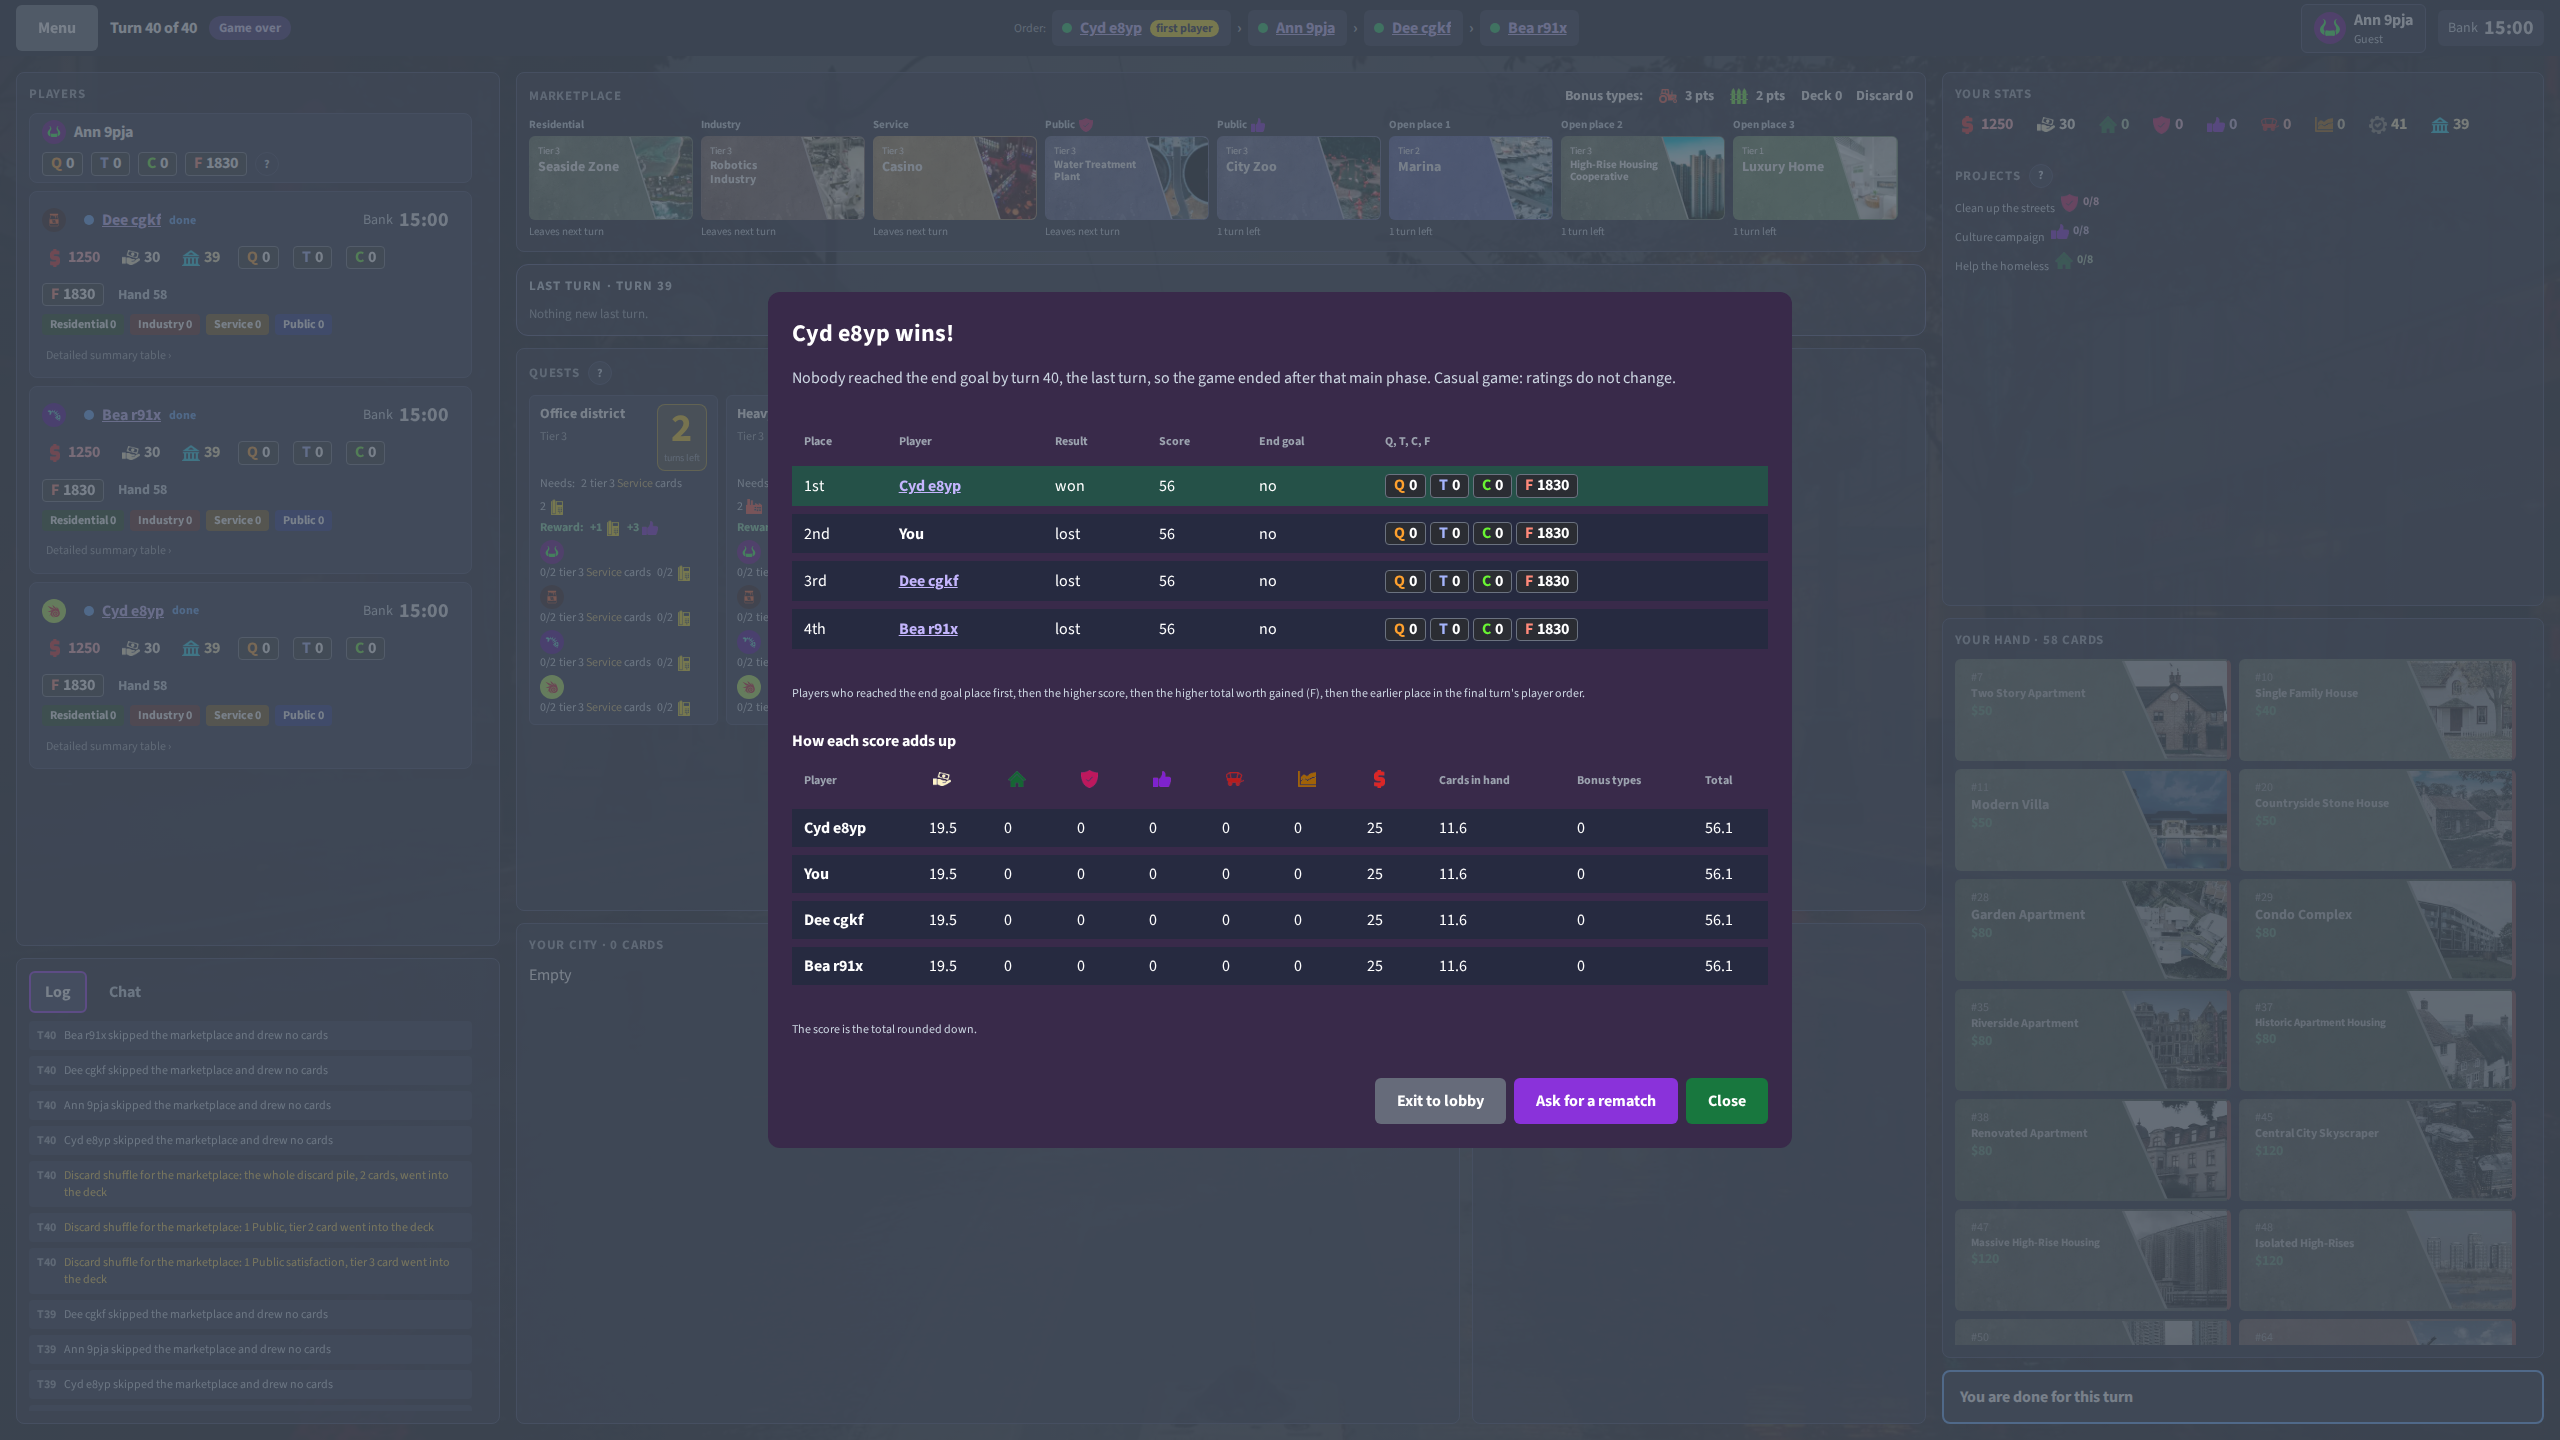 Menu
Turn 40 of 40 Game over
Order: Cyd e8yp first player › Ann 9pja › Dee cgkf › Bea r91x
Ann 9pja
Guest
Bank 15:00
PLAYERS
Ann 9pja
Q 0 T 0 C 0 F 1830 ?
Dee cgkf done Bank 15:00
1250 30 39 Q 0 T 0 C 0
F 1830 Hand 58
Residential 0 Industry 0 Service 0 Public 0
Detailed summary table ›
Bea r91x done Bank 15:00
1250 30 39 Q 0 T 0 C 0
F 1830 Hand 58
Residential 0 Industry 0 Service 0 Public 0
Detailed summary table ›
Cyd e8yp done Bank 15:00
1250 30 39 Q 0 T 0 C 0
F 1830 Hand 58
Residential 0 Industry 0 Service 0 Public 0
Detailed summary table ›
Log Chat
T40 Bea r91x skipped the marketplace and drew no cards
T40 Dee cgkf skipped the marketplace and drew no cards
T40 Ann 9pja skipped the marketplace and drew no cards
T40 Cyd e8yp skipped the marketplace and drew no cards
T40 Discard shuffle for the marketplace: the whole discard pile, 2 cards, went into
the deck
T40 Discard shuffle for the marketplace: 1 Public, tier 2 card went into the deck
T40 Discard shuffle for the marketplace: 1 Public satisfaction, tier 3 card went into
the deck
T39 Dee cgkf skipped the marketplace and drew no cards
T39 Ann 9pja skipped the marketplace and drew no cards
T39 Cyd e8yp skipped the marketplace and drew no cards
MARKETPLACE
Bonus types: 3 pts 2 pts Deck 0 Discard 0
Residential
Tier 3
Seaside Zone
Leaves next turn
Industry
Tier 3
Robotics
Industry
Leaves next turn
Service
Tier 3
Casino
Leaves next turn
Public
Tier 3
Water Treatment
Plant
Leaves next turn
Public
Tier 3
City Zoo
1 turn left
Open place 1
Tier 2
Marina
1 turn left
Open place 2
Tier 3
High-Rise Housing
Cooperative
1 turn left
Open place 3
Tier 1
Luxury Home
1 turn left
LAST TURN · TURN 39
Nothing new last turn.
QUESTS ?
Office district
Tier 3
2
turns left
Needs: 2 tier 3 Service cards
2
Reward: +1 +3
0/2 tier 3 Service cards 0/2
0/2 tier 3 Service cards 0/2
0/2 tier 3 Service cards 0/2
0/2 tier 3 Service cards 0/2
YOUR CITY · 0 CARDS
Empty
Cyd e8yp wins!
Nobody reached the end goal by turn 40, the last turn, so the game ended after that main phase. Casual game: ratings do not change.
Place Player Result Score End goal Q, T, C, F
1st Cyd e8yp won 56 no Q 0 T 0 C 0 F 1830
2nd You lost 56 no Q 0 T 0 C 0 F 1830
3rd Dee cgkf lost 56 no Q 0 T 0 C 0 F 1830
4th Bea r91x lost 56 no Q 0 T 0 C 0 F 1830
Players who reached the end goal place first, then the higher score, then the higher total worth gained (F), then the earlier place in the final turn's player order.
How each score adds up
Player Cards in hand Bonus types Total
Cyd e8yp 19.5 0 0 0 0 0 25 11.6 0 56.1
You 19.5 0 0 0 0 0 25 11.6 0 56.1
Dee cgkf 19.5 0 0 0 0 0 25 11.6 0 56.1
Bea r91x 19.5 0 0 0 0 0 25 11.6 0 56.1
The score is the total rounded down.
Exit to lobby Ask for a rematch Close
YOUR STATS
1250 30 0 0 0 0 0 41 39
PROJECTS ?
Clean up the streets 0/8
Culture campaign 0/8
Help the homeless 0/8
YOUR HAND · 58 CARDS
#7
Two Story Apartment
$50
#10
Single Family House
$40
#11
Modern Villa
$50
#20
Countryside Stone House
$50
#28
Garden Apartment
$80
#29
Condo Complex
$80
#35
Riverside Apartment
$80
#37
Historic Apartment Housing
$80
#38
Renovated Apartment
$80
#45
Central City Skyscraper
$120
#47
Massive High-Rise Housing
$120
#48
Isolated High-Rises
$120
#50
#64
You are done for this turn